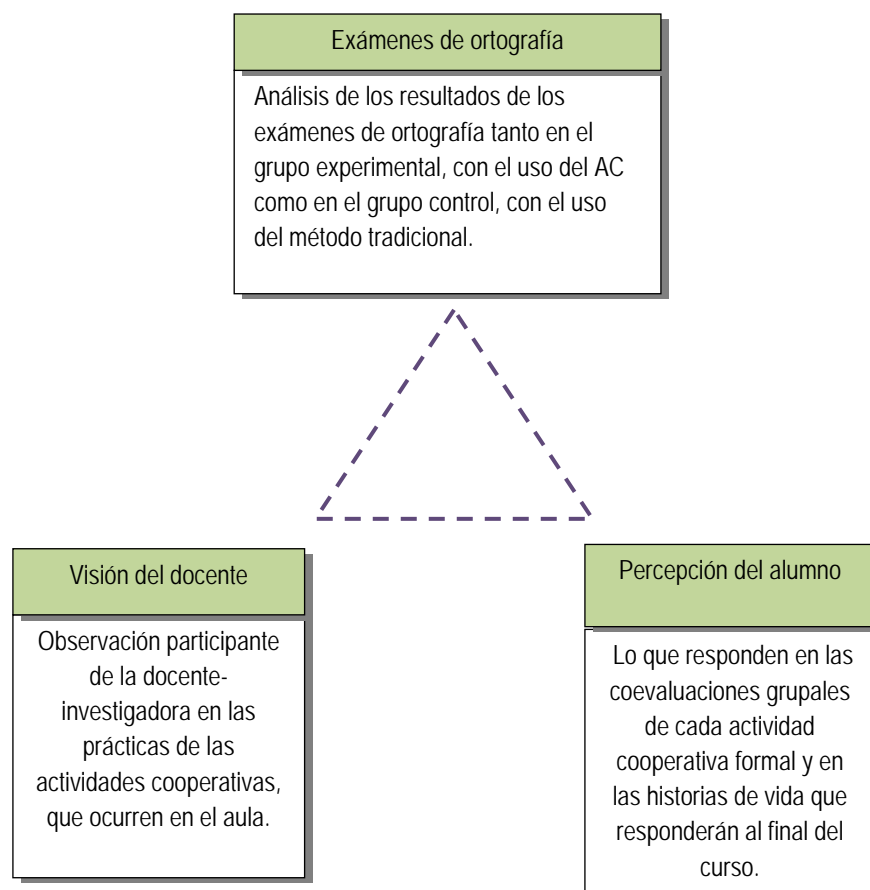 Exámenes de ortografía
Análisis de los resultados de los
exámenes de ortografía tanto en el
grupo experimental, con el uso del AC
como en el grupo control, con el uso
del método tradicional.
Visión del docente
Observación participante
de la docente-
investigadora en las
prácticas de las
actividades cooperativas,
que ocurren en el aula.
Percepción del alumno
Lo que responden en las
coevaluaciones grupales
de cada actividad
cooperativa formal y en
las historias de vida que
responderán al final del
curso.